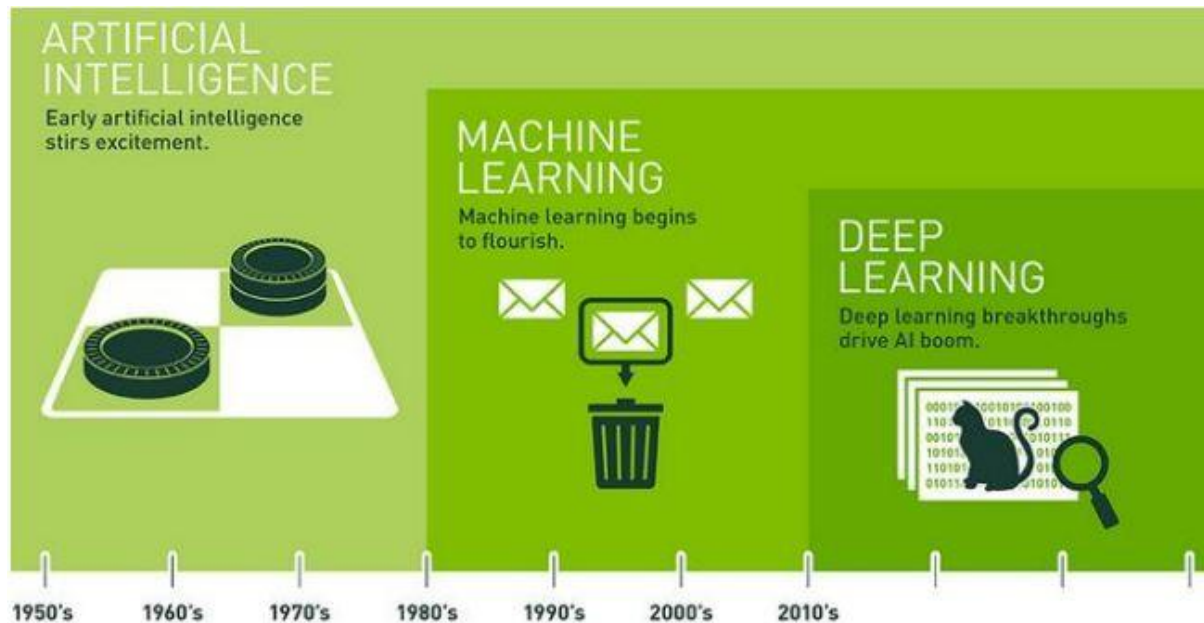 ARTIFICIAL
INTELLIGENCE
Early artificial intelligence
stirs excitement.
MACHINE
LEARNING
Machine learning begins
to flourish.
DEEP
LEARNING
Deep learning breakthroughs
drive AI boom.
1950's 1960's 1970's 1980's 1990's 2000's 2010's